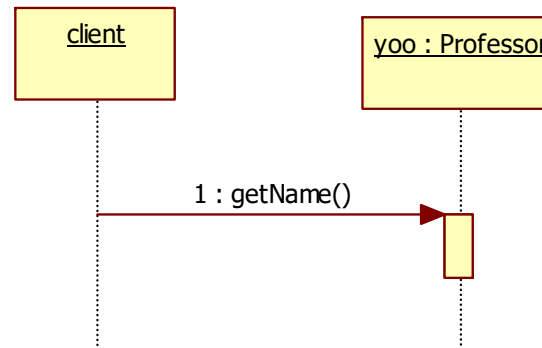 client
yoo : Professor
1 : getName()